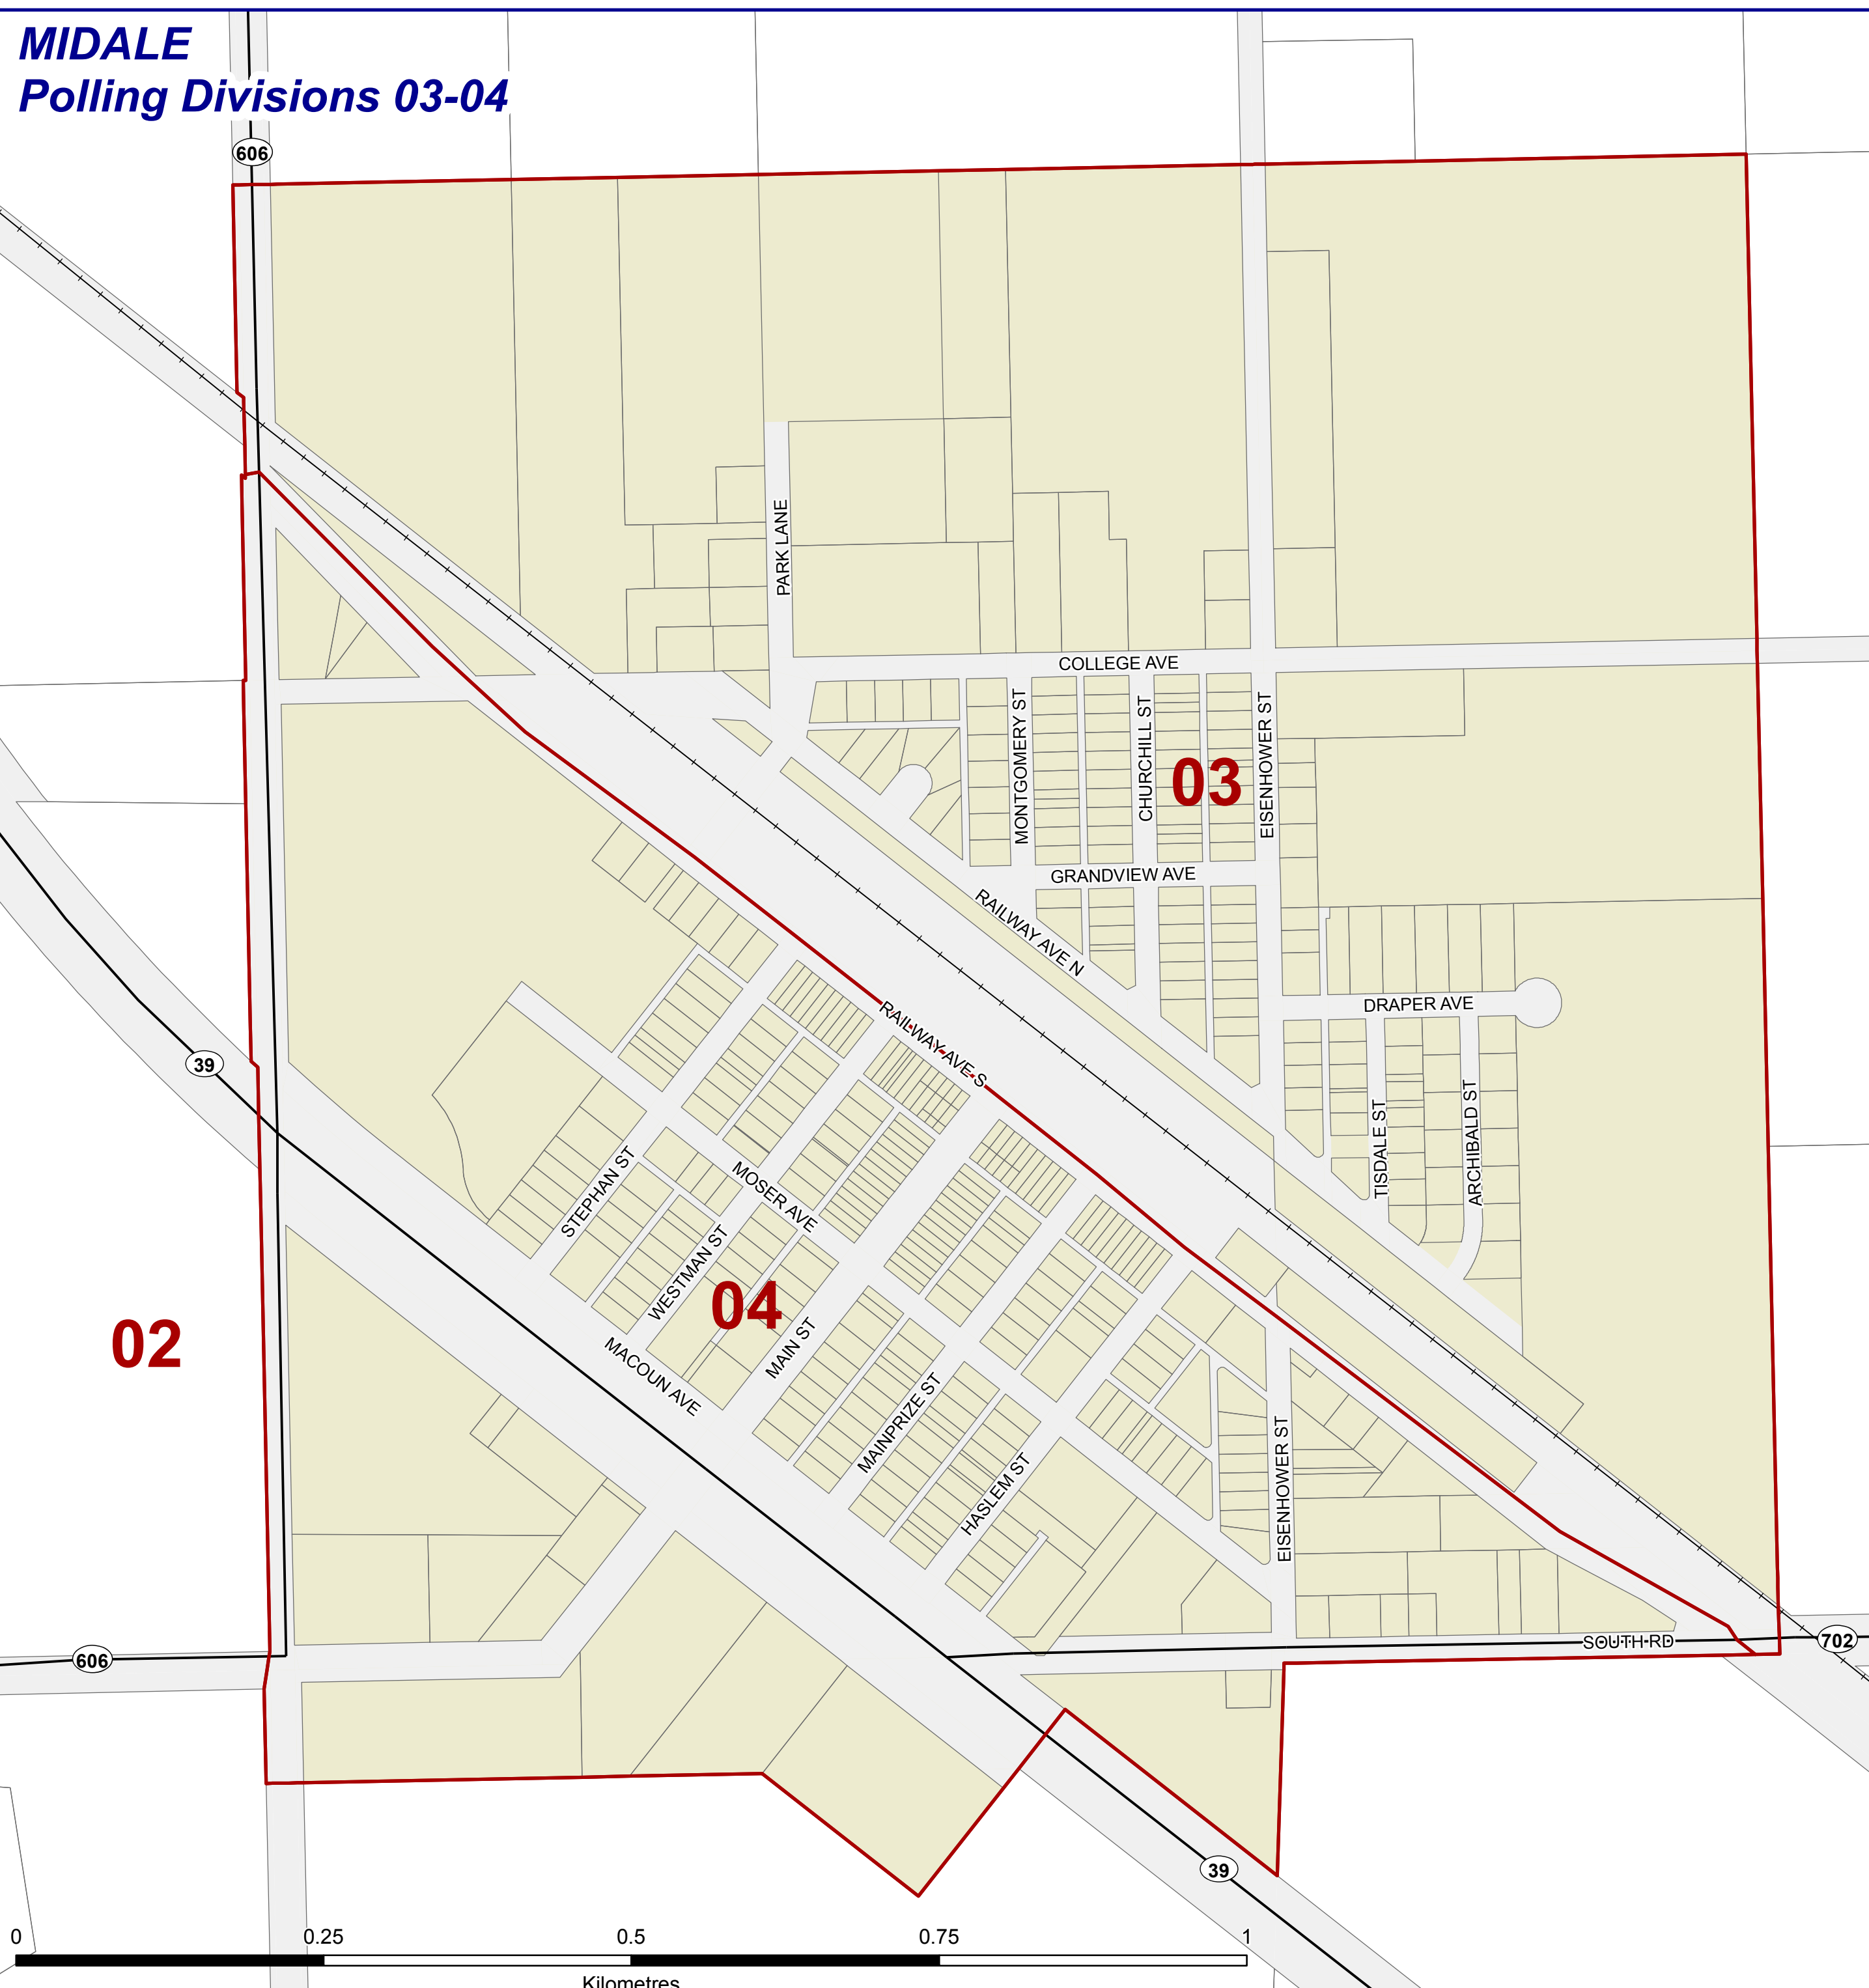 MIDALE
Polling Divisions 03-04
606
PARK LANE
COLLEGE AVE
MONTGOMERY ST
CHURCHILL ST
03
EISENHOWER ST
GRANDVIEW AVE
RAILWAY AVE N
DRAPER AVE
RAILWAY AVE S
39
TISDALE ST
ARCHIBALD ST
STEPHAN ST
MOSER AVE
WESTMAN ST
04
02
MAIN ST
MACOUN AVE
MAINPRIZE ST
HASLEM ST
EISENHOWER ST
SOUTH RD
702
606
39
0 0.25 0.5 0.75 1
Kilometres